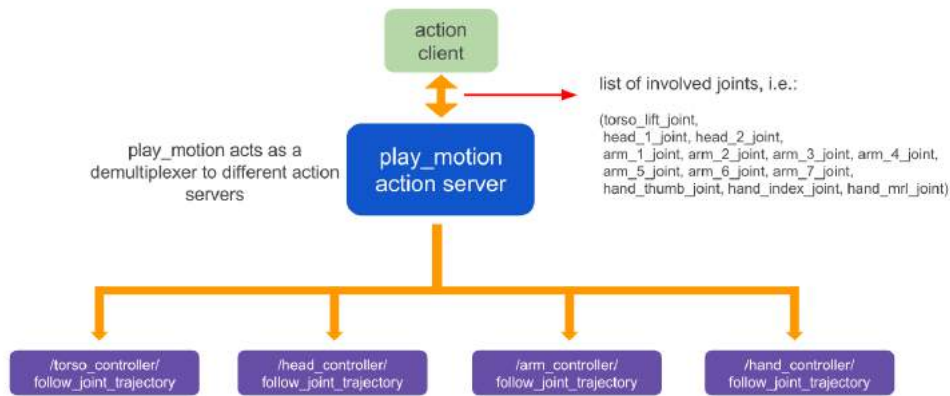 action
client
list of involved joints, i.e.:
(torso_lift_joint,
head_1_joint, head_2_joint,
arm_1_joint, arm_2_joint, arm_3_joint, arm_4_joint,
arm_5_joint, arm_6_joint, arm_7_joint,
hand_thumb_joint, hand_index_joint, hand_mrl_joint)
play_motion acts as a
demultiplexer to different action
servers
play_motion
action server
/torso_controller/
follow_joint_trajectory
/head_controller/
follow_joint_trajectory
/arm_controller/
follow_joint_trajectory
/hand_controller/
follow_joint_trajectory